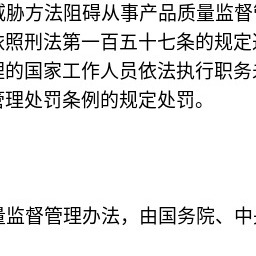 威胁方法阻碍从事产品质量监督
依照刑法第一百五十七条的规定追
理的国家工作人员依法执行职务未
管理处罚条例的规定处罚。
量监督管理办法，由国务院、中央